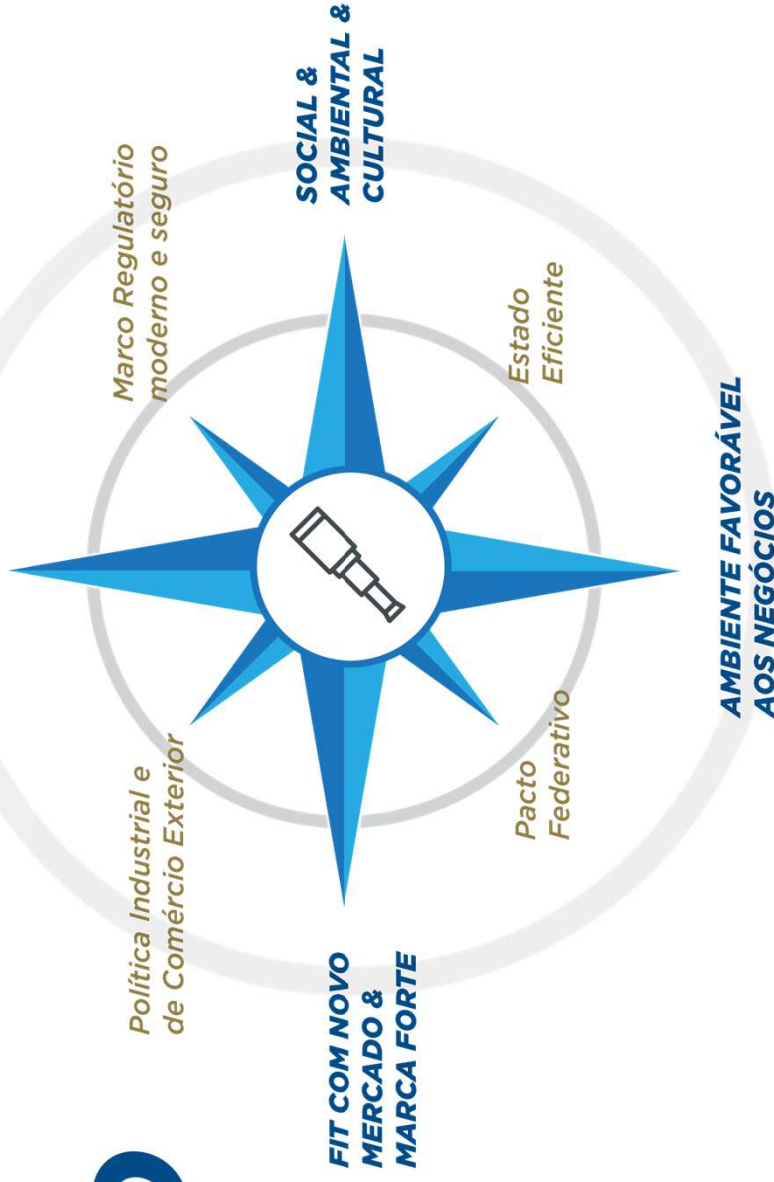 Política Industrial e
de Comércio Exterior
Marco Regulatório
moderno e seguro
FIT COM NOVO
MERCADO &
MARCA FORTE
SOCIAL &
AMBIENTAL &
CULTURAL
Pacto
Federativo
Estado
Eficiente
AMBIENTE FAVORÁVEL
AOS NEGÓCIOS